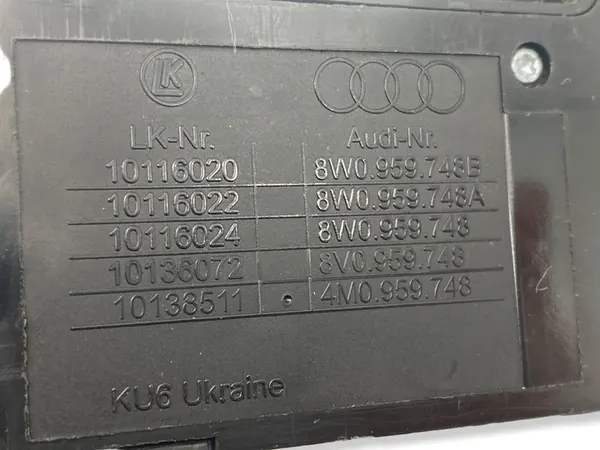 LK
LK-Nr. Audi-Nr.
10116020 8W0.959.748B
10116022 8W0.959.748A
10116024 8W0.959.748
10136072 8V0.959.748
10138511 4M0.959.748
KU6 Ukraine